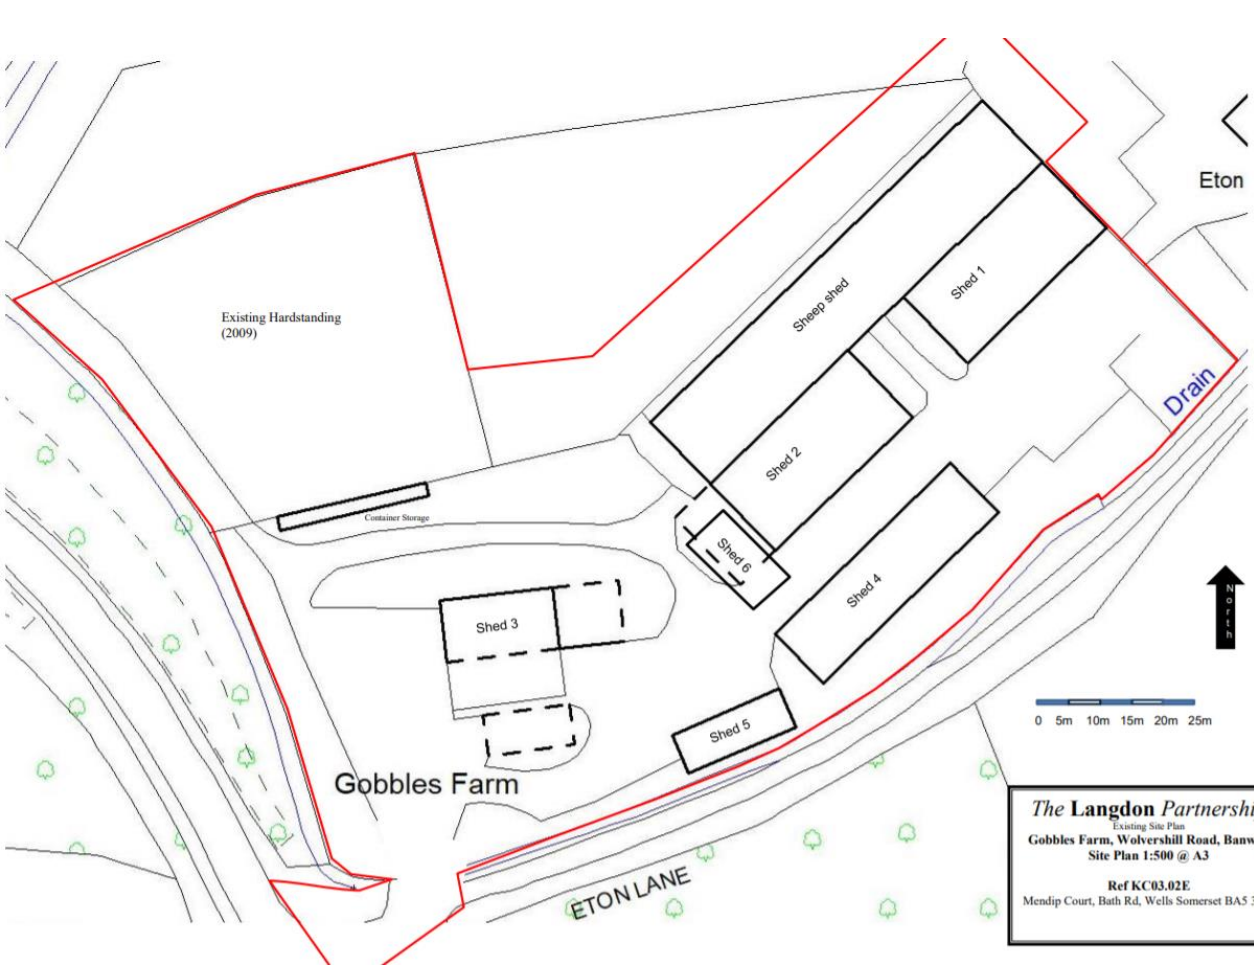 Eton
Existing Hardstanding
(2009)
Sheep shed
Shed 1
Drain
Shed 2
Container Storage
Shed 6
Shed 4
Shed 3
North
Shed 5
0 5m 10m 15m 20m 25m
Gobbles Farm
ETON LANE
The Langdon Partnershi
Existing Site Plan
Gobbles Farm, Wolvershill Road, Banw
Site Plan 1:500 @ A3
Ref KC03.02E
Mendip Court, Bath Rd, Wells Somerset BA5 3